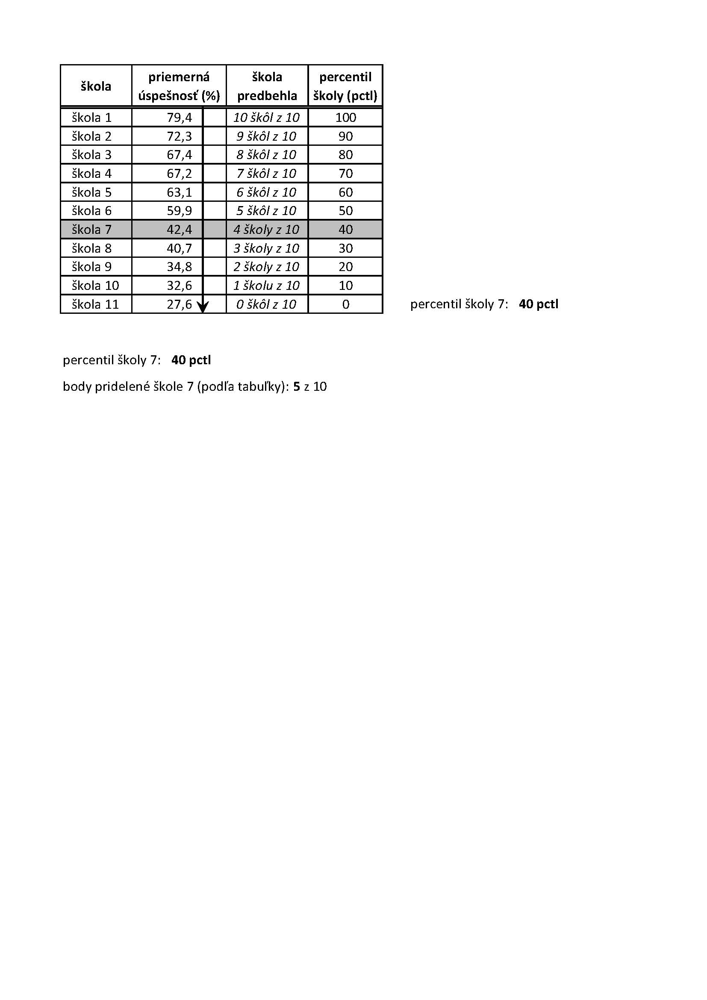 škola priemerná úspešnosť (%) škola predbehla percentil školy (pctl)
škola 1 79,4 10 škôl z 10 100
škola 2 72,3 9 škôl z 10 90
škola 3 67,4 8 škôl z 10 80
škola 4 67,2 7 škôl z 10 70
škola 5 63,1 6 škôl z 10 60
škola 6 59,9 5 škôl z 10 50
škola 7 42,4 4 školy z 10 40
škola 8 40,7 3 školy z 10 30
škola 9 34,8 2 školy z 10 20
škola 10 32,6 1 školu z 10 10
škola 11 27,6 0 škôl z 10 0
percentil školy 7: 40 pctl
percentil školy 7: 40 pctl
body pridelené škole 7 (podľa tabuľky): 5 z 10